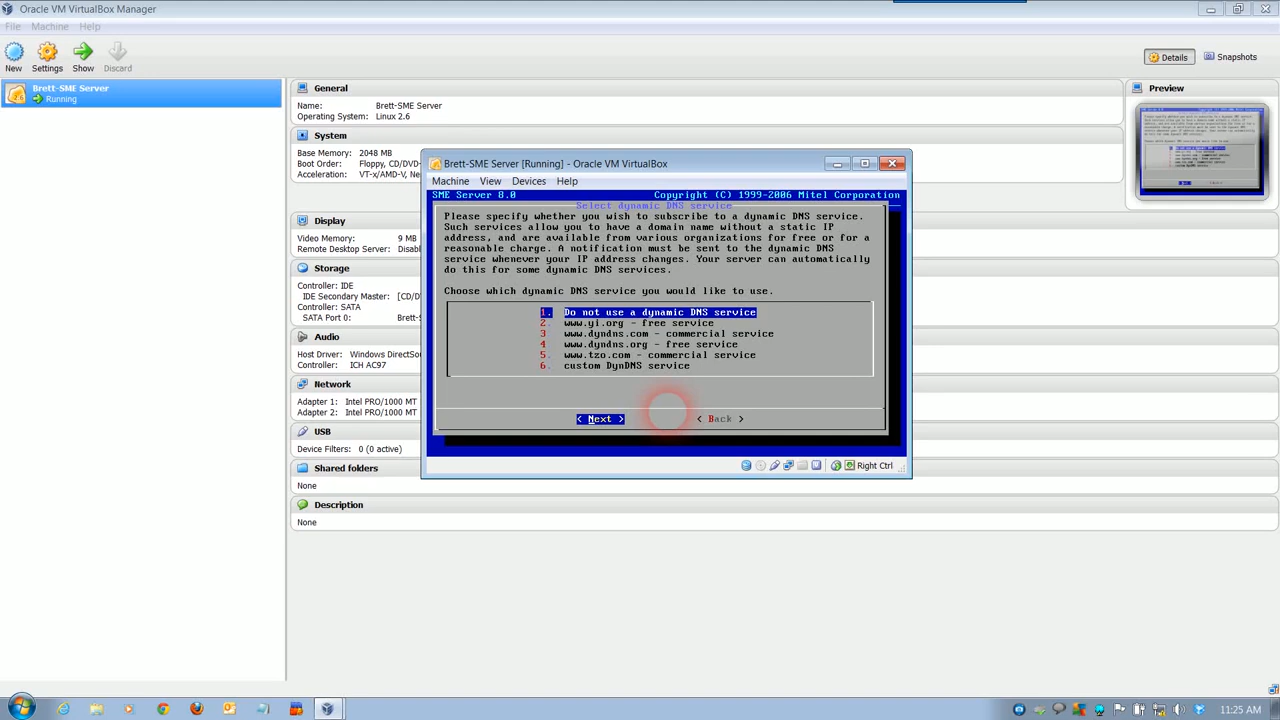 Oracle VM VirtualBox Manager
File Machine Help
New Settings Show Discard
Details Snapshots
Brett-SME Server
Running
General
Name: Brett-SME Server
Operating System: Linux 2.6
System
Base Memory: 2048 MB
Boot Order: Floppy, CD/DVD-
Acceleration: VT-x/AMD-V, Ne
Display
Video Memory: 9 MB
Remote Desktop Server: Disab
Storage
Controller: IDE
IDE Secondary Master: [CD/D
Controller: SATA
SATA Port 0: Brett-
Audio
Host Driver: Windows DirectSou
Controller: ICH AC97
Network
Adapter 1: Intel PRO/1000 MT
Adapter 2: Intel PRO/1000 MT
USB
Device Filters: 0 (0 active)
Shared folders
None
Description
None
Preview
Brett-SME Server [Running] - Oracle VM VirtualBox
Machine View Devices Help
SME Server 8.0 Copyright (C) 1999-2006 Mitel Corporation
Select dynamic DNS service
Please specify whether you wish to subscribe to a dynamic DNS service.
Such services allow you to have a domain name without a static IP
address, and are available from various organizations for free or for a
reasonable charge. A notification must be sent to the dynamic DNS
service whenever your IP address changes. Your server can automatically
do this for some dynamic DNS services.
Choose which dynamic DNS service you would like to use.
1. Do not use a dynamic DNS service
2. www.yi.org - free service
3 www.dyndns.com - commercial service
4 www.dyndns.org - free service
5. www.tzo.com - commercial service
6. custom DynDNS service
< Next > < Back >
Right Ctrl
11:25 AM